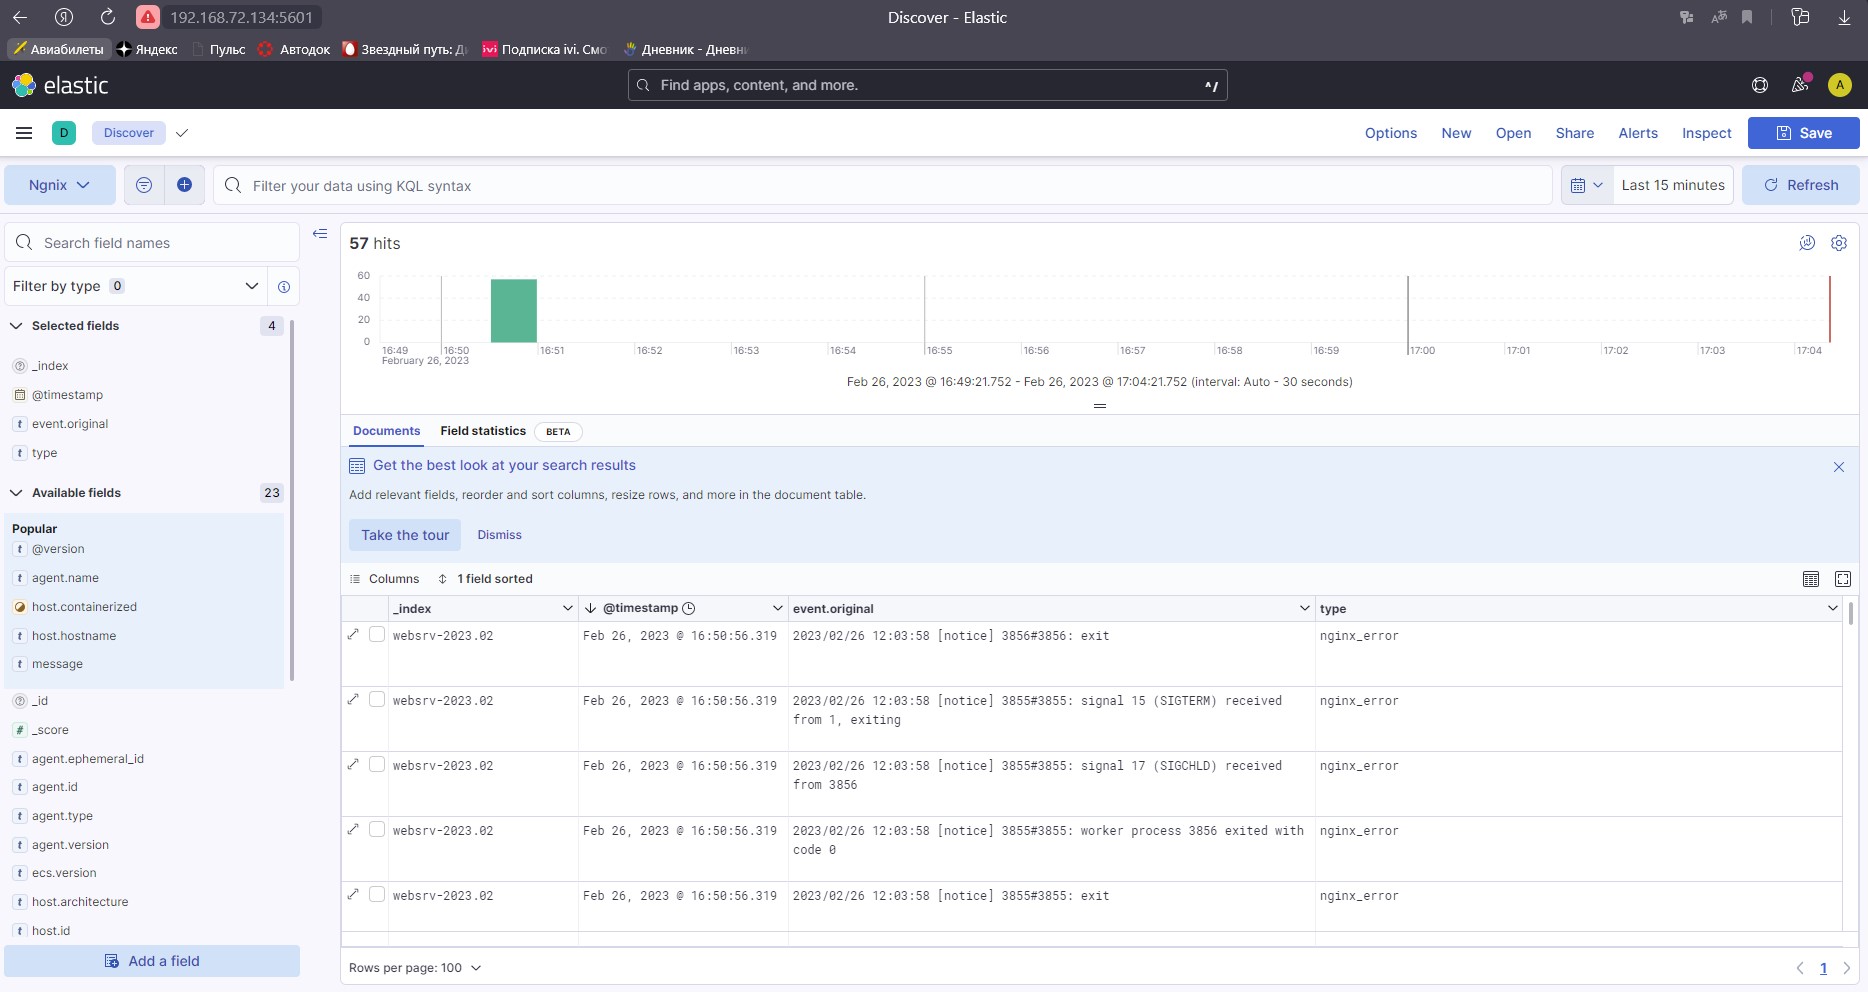 192.168.72.134:5601
Discover - Elastic
Авиабилеты
Яндекс
Пульс
Автодок
Звездный путь: Д
Подписка ivi. Смо
Дневник - Дневн
elastic
Find apps, content, and more.
^/
A
D
Discover
Options
New
Open
Share
Alerts
Inspect
Save
Ngnix
Filter your data using KQL syntax
Last 15 minutes
Refresh
Search field names
Filter by type 0
Selected fields 4
_index
@timestamp
t event.original
t type
Available fields 23
Popular
t @version
t agent.name
host.containerized
t host.hostname
t message
_id
# _score
t agent.ephemeral_id
t agent.id
t agent.type
t agent.version
t ecs.version
t host.architecture
t host.id
Add a field
57 hits
60
40
20
0
16:49 16:50 16:51 16:52 16:53 16:54 16:55 16:56 16:57 16:58 16:59 17:00 17:01 17:02 17:03 17:04
February 26, 2023
Feb 26, 2023 @ 16:49:21.752 - Feb 26, 2023 @ 17:04:21.752 (interval: Auto - 30 seconds)
Documents
Field statistics
BETA
Get the best look at your search results
Add relevant fields, reorder and sort columns, resize rows, and more in the document table.
Take the tour
Dismiss
Columns
1 field sorted
_index @timestamp event.original type
websrv-2023.02 Feb 26, 2023 @ 16:50:56.319 2023/02/26 12:03:58 [notice] 3856#3856: exit nginx_error
websrv-2023.02 Feb 26, 2023 @ 16:50:56.319 2023/02/26 12:03:58 [notice] 3855#3855: signal 15 (SIGTERM) received nginx_error
from 1, exiting
websrv-2023.02 Feb 26, 2023 @ 16:50:56.319 2023/02/26 12:03:58 [notice] 3855#3855: signal 17 (SIGCHLD) received nginx_error
from 3856
websrv-2023.02 Feb 26, 2023 @ 16:50:56.319 2023/02/26 12:03:58 [notice] 3855#3855: worker process 3856 exited with nginx_error
code 0
websrv-2023.02 Feb 26, 2023 @ 16:50:56.319 2023/02/26 12:03:58 [notice] 3855#3855: exit nginx_error
Rows per page: 100
1